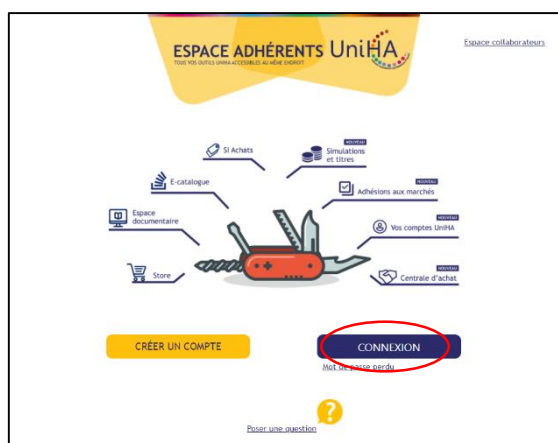 ESPACE ADHÉRENTS UniHA
TOUS VOS OUTILS UNIHA ACCESSIBLES AU MÊME ENDROIT
Espace collaborateurs
SI Achats
NOUVEAU
Simulations
et titres
E-catalogue
NOUVEAU
Adhésions aux marchés
Espace
documentaire
NOUVEAU
Vos comptes UniHA
Store
NOUVEAU
Centrale d'achat
CRÉER UN COMPTE
CONNEXION
Mot de passe perdu
?
Poser une question